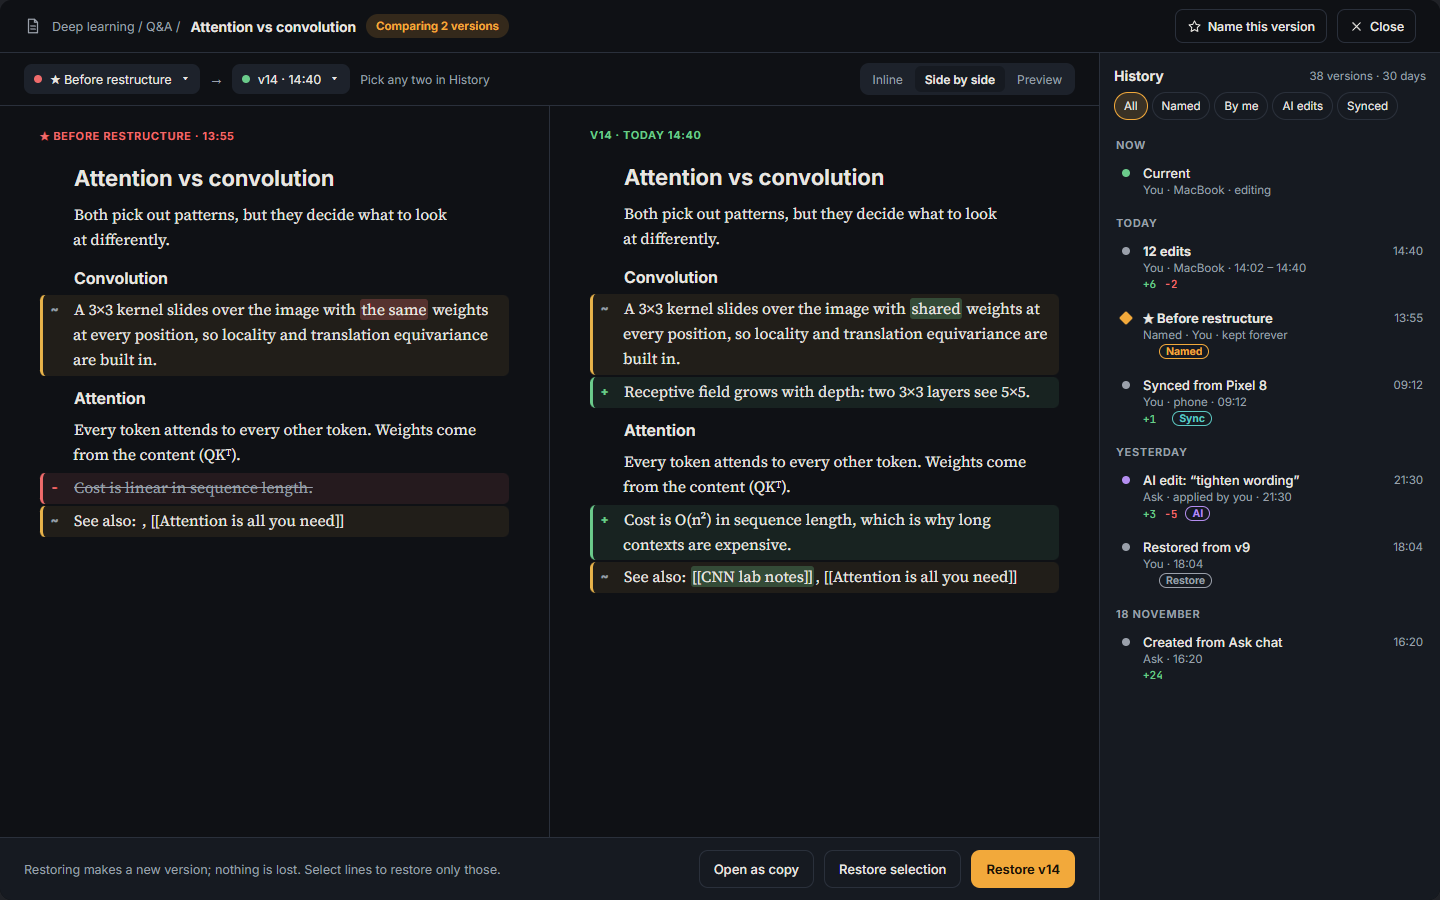 Deep learning / Q&A / Attention vs convolution Comparing 2 versions
Name this version
Close
★ Before restructure → v14 · 14:40 Pick any two in History
Inline Side by side Preview
★ BEFORE RESTRUCTURE · 13:55
Attention vs convolution
Both pick out patterns, but they decide what to look
at differently.
Convolution
~ A 3×3 kernel slides over the image with the same weights
at every position, so locality and translation equivariance
are built in.
Attention
Every token attends to every other token. Weights come
from the content (QKᵀ).
- Cost is linear in sequence length.
~ See also: , [[Attention is all you need]]
V14 · TODAY 14:40
Attention vs convolution
Both pick out patterns, but they decide what to look
at differently.
Convolution
~ A 3×3 kernel slides over the image with shared weights at
every position, so locality and translation equivariance are
built in.
+ Receptive field grows with depth: two 3×3 layers see 5×5.
Attention
Every token attends to every other token. Weights come
from the content (QKᵀ).
+ Cost is O(n²) in sequence length, which is why long
contexts are expensive.
~ See also: [[CNN lab notes]], [[Attention is all you need]]
Restoring makes a new version; nothing is lost. Select lines to restore only those.
Open as copy
Restore selection
Restore v14
History 38 versions · 30 days
All Named By me AI edits Synced
NOW
Current
You · MacBook · editing
TODAY
12 edits 14:40
You · MacBook · 14:02 – 14:40
+6 -2
★ Before restructure 13:55
Named · You · kept forever
Named
Synced from Pixel 8 09:12
You · phone · 09:12
+1 Sync
YESTERDAY
AI edit: “tighten wording” 21:30
Ask · applied by you · 21:30
+3 -5 AI
Restored from v9 18:04
You · 18:04
Restore
18 NOVEMBER
Created from Ask chat 16:20
Ask · 16:20
+24